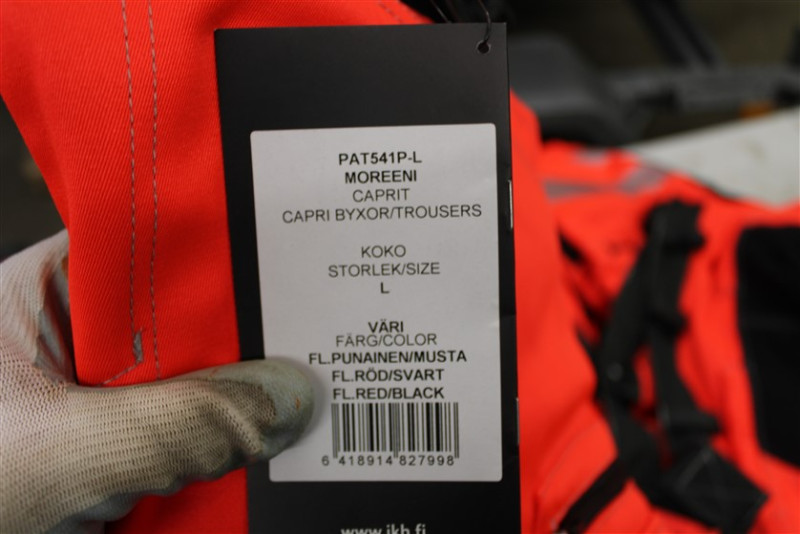 PAT541P-L
MOREENI
CAPRIT
CAPRI BYXOR/TROUSERS
KOKO
STORLEK/SIZE
L
VÄRI
FÄRG/COLOR
FL.PUNAINEN/MUSTA
FL.RÖD/SVART
FL.RED/BLACK
6 418914 827998
www.ikh.fi